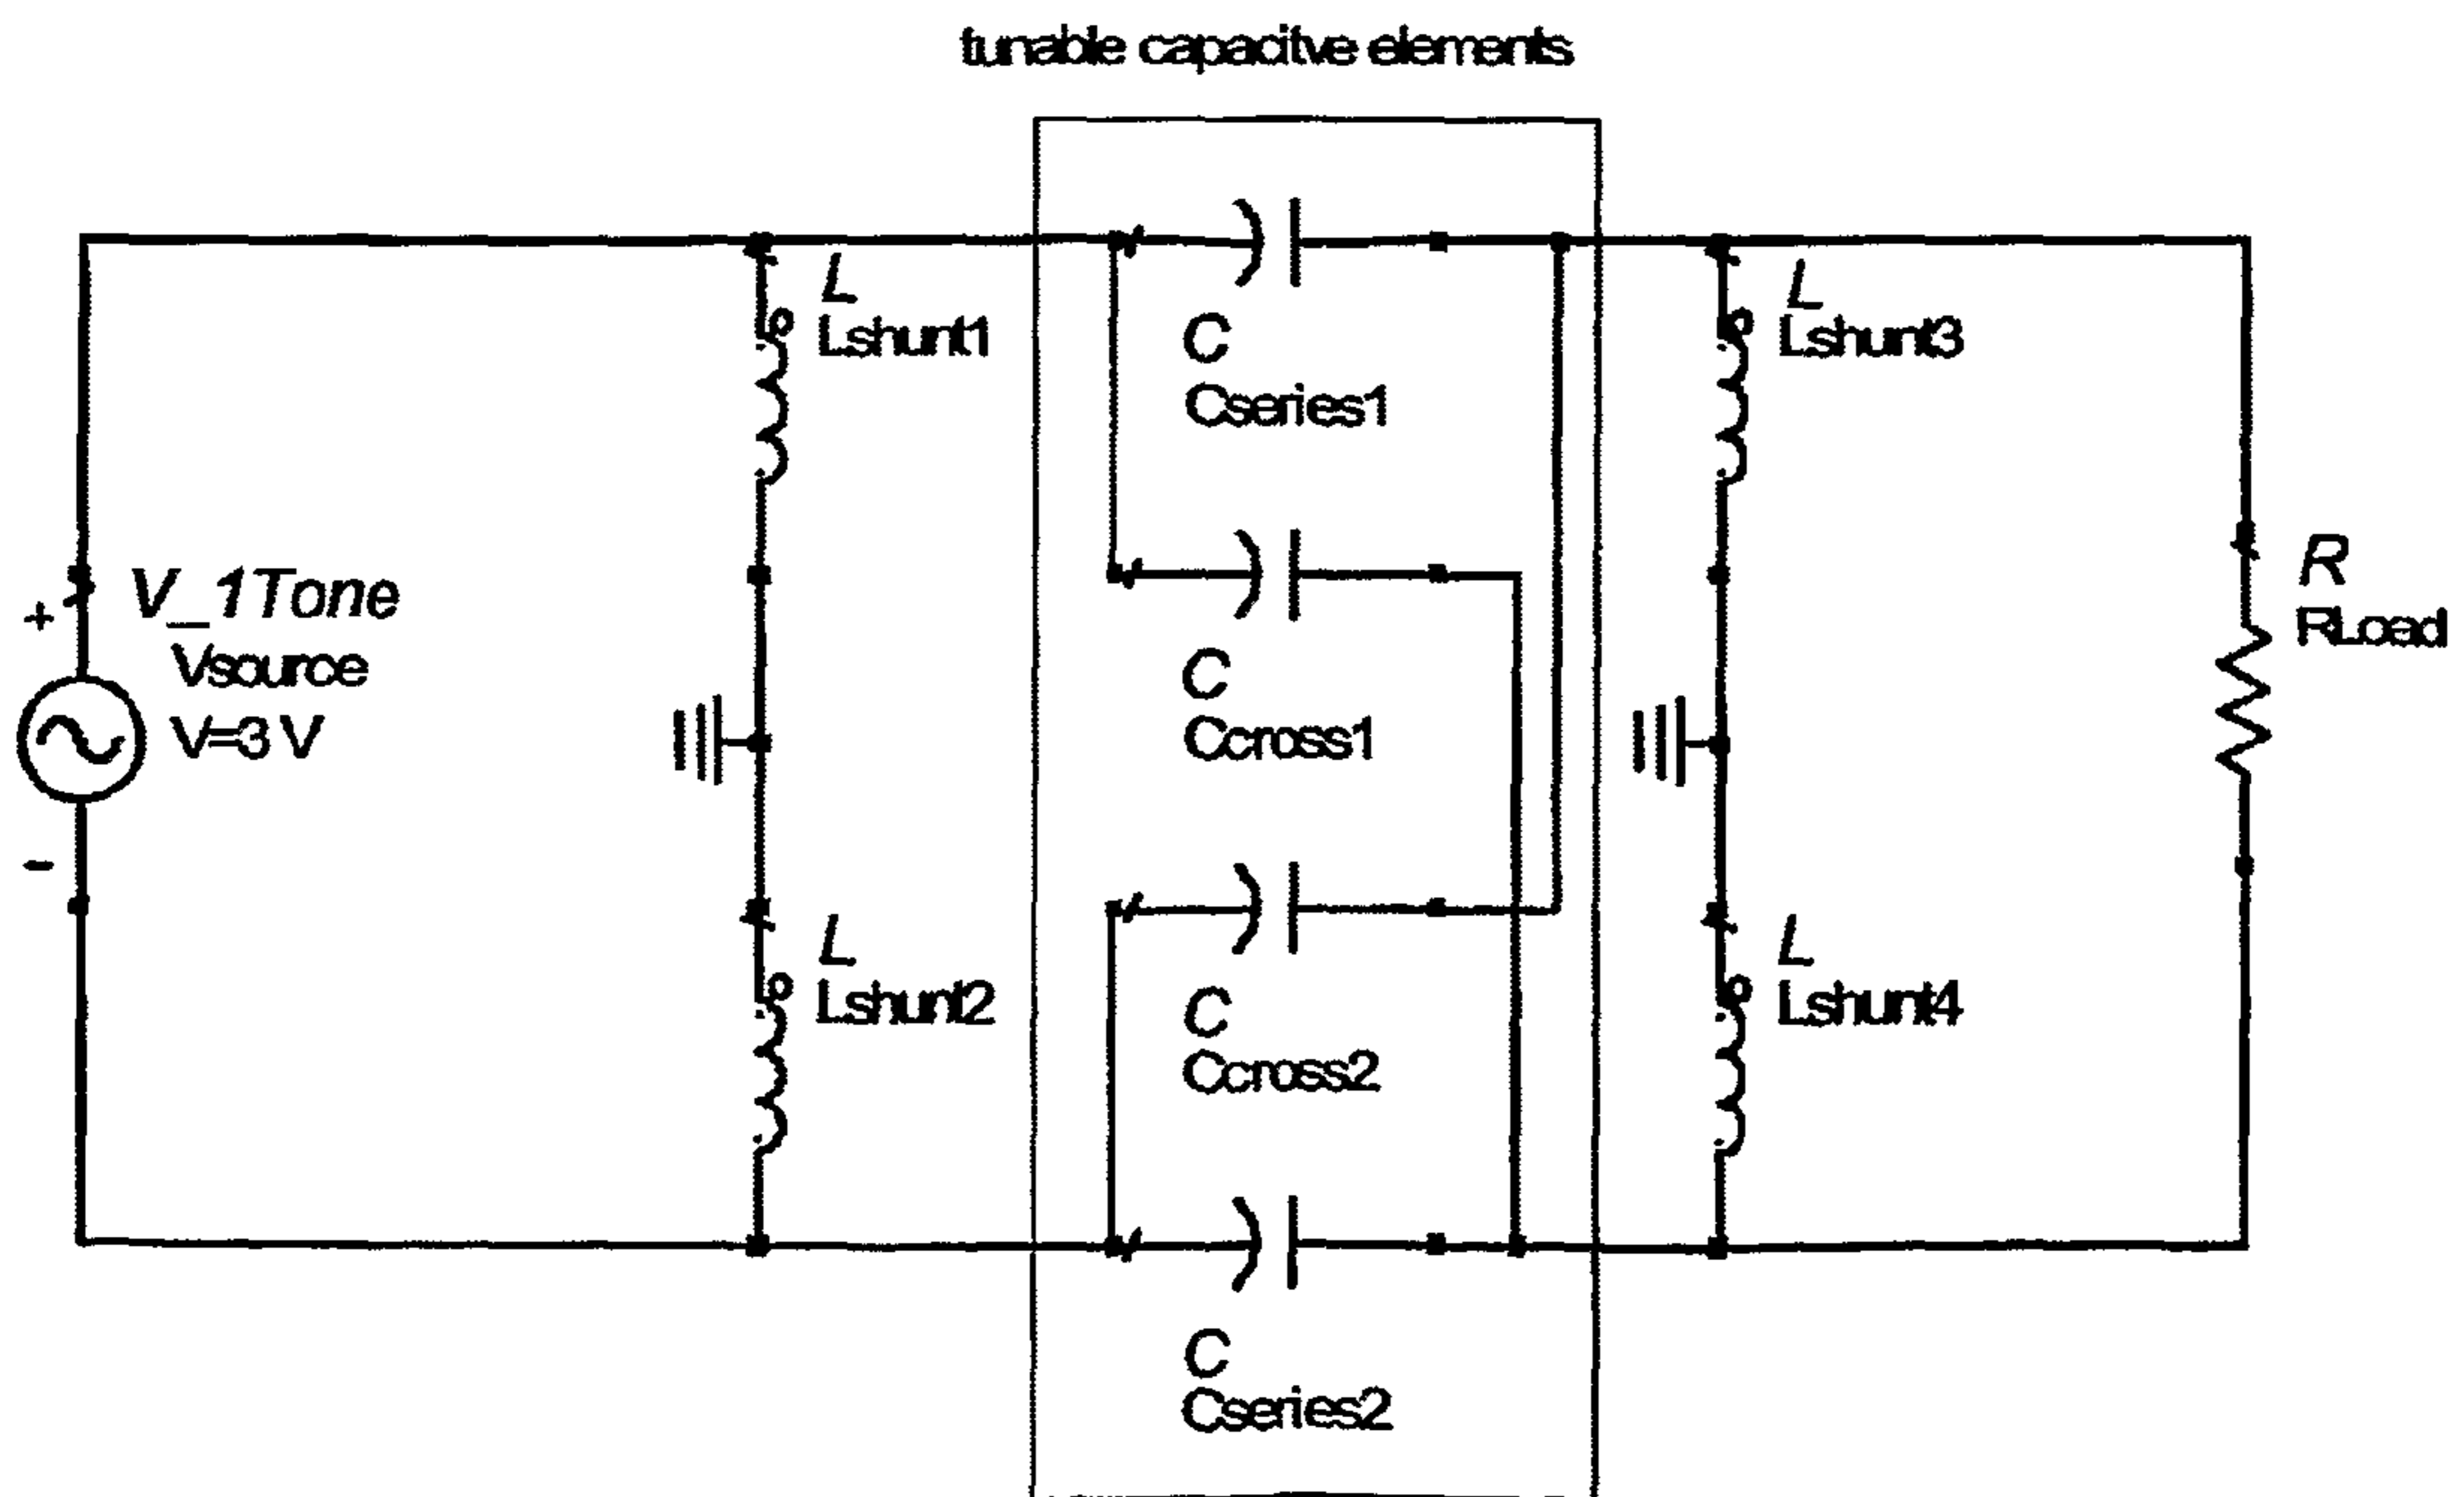 tunable capacitve elements
L
Lshunt1
C
Cseries1
L
Lshunt3
+
V_1Tone
Vsource
V=3 V
-
R
RLoad
C
Ccross1
L
Lshunt2
C
Ccross2
L
Lshunt4
C
Cseries2